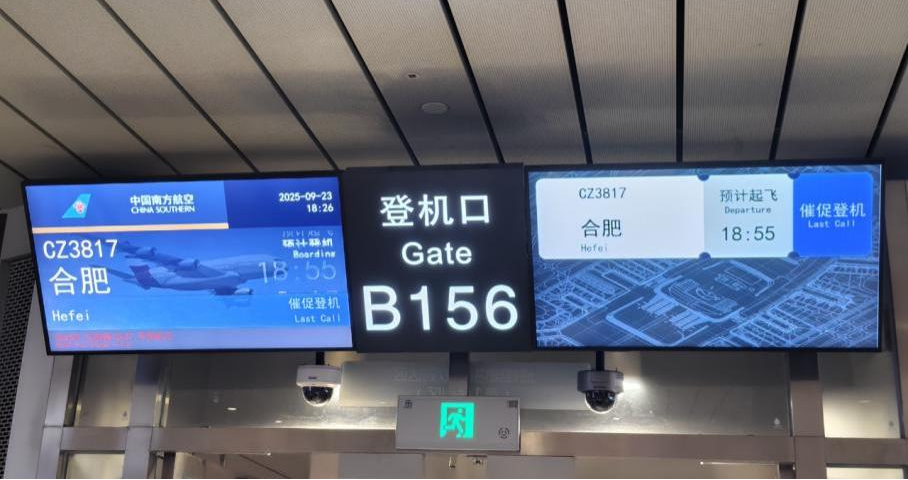 中国南方航空
CHINA SOUTHERN
2025-09-23
18:26
CZ3817
合肥
Hefei
Boarding
18:55
催促登机
Last Call
登机口
Gate
B156
CZ3817
合肥
Hefei
预计起飞
Departure
18:55
催促登机
Last Call